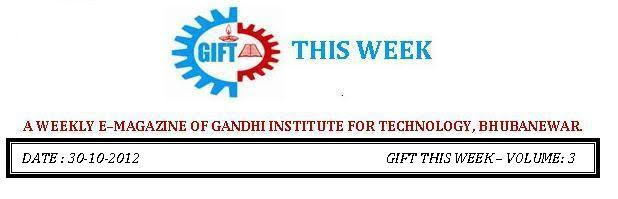 GIFT THIS WEEK
A WEEKLY E-MAGAZINE OF GANDHI INSTITUTE FOR TECHNOLOGY, BHUBANEWAR.
DATE : 30-10-2012 GIFT THIS WEEK – VOLUME: 3